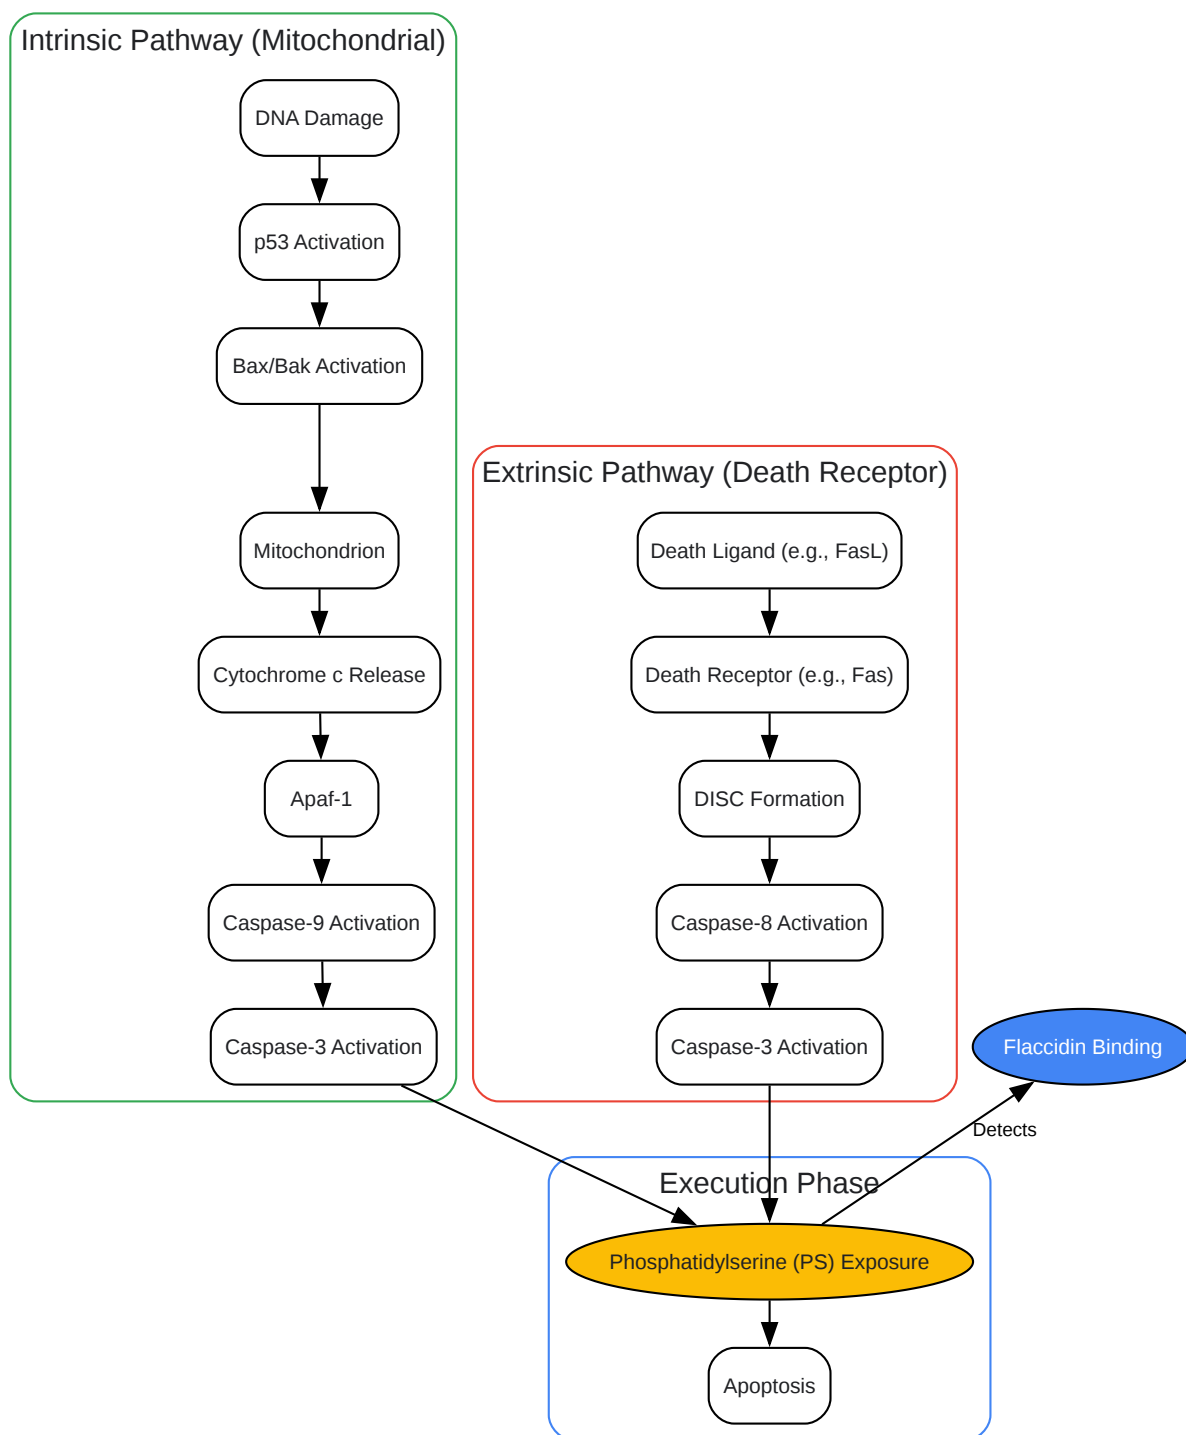 Intrinsic Pathway (Mitochondrial)
DNA Damage
p53 Activation
Bax/Bak Activation
Mitochondrion
Cytochrome c Release
Apaf-1
Caspase-9 Activation
Caspase-3 Activation
Extrinsic Pathway (Death Receptor)
Death Ligand (e.g., FasL)
Death Receptor (e.g., Fas)
DISC Formation
Caspase-8 Activation
Caspase-3 Activation
Flaccidin Binding
Detects
Execution Phase
Phosphatidylserine (PS) Exposure
Apoptosis